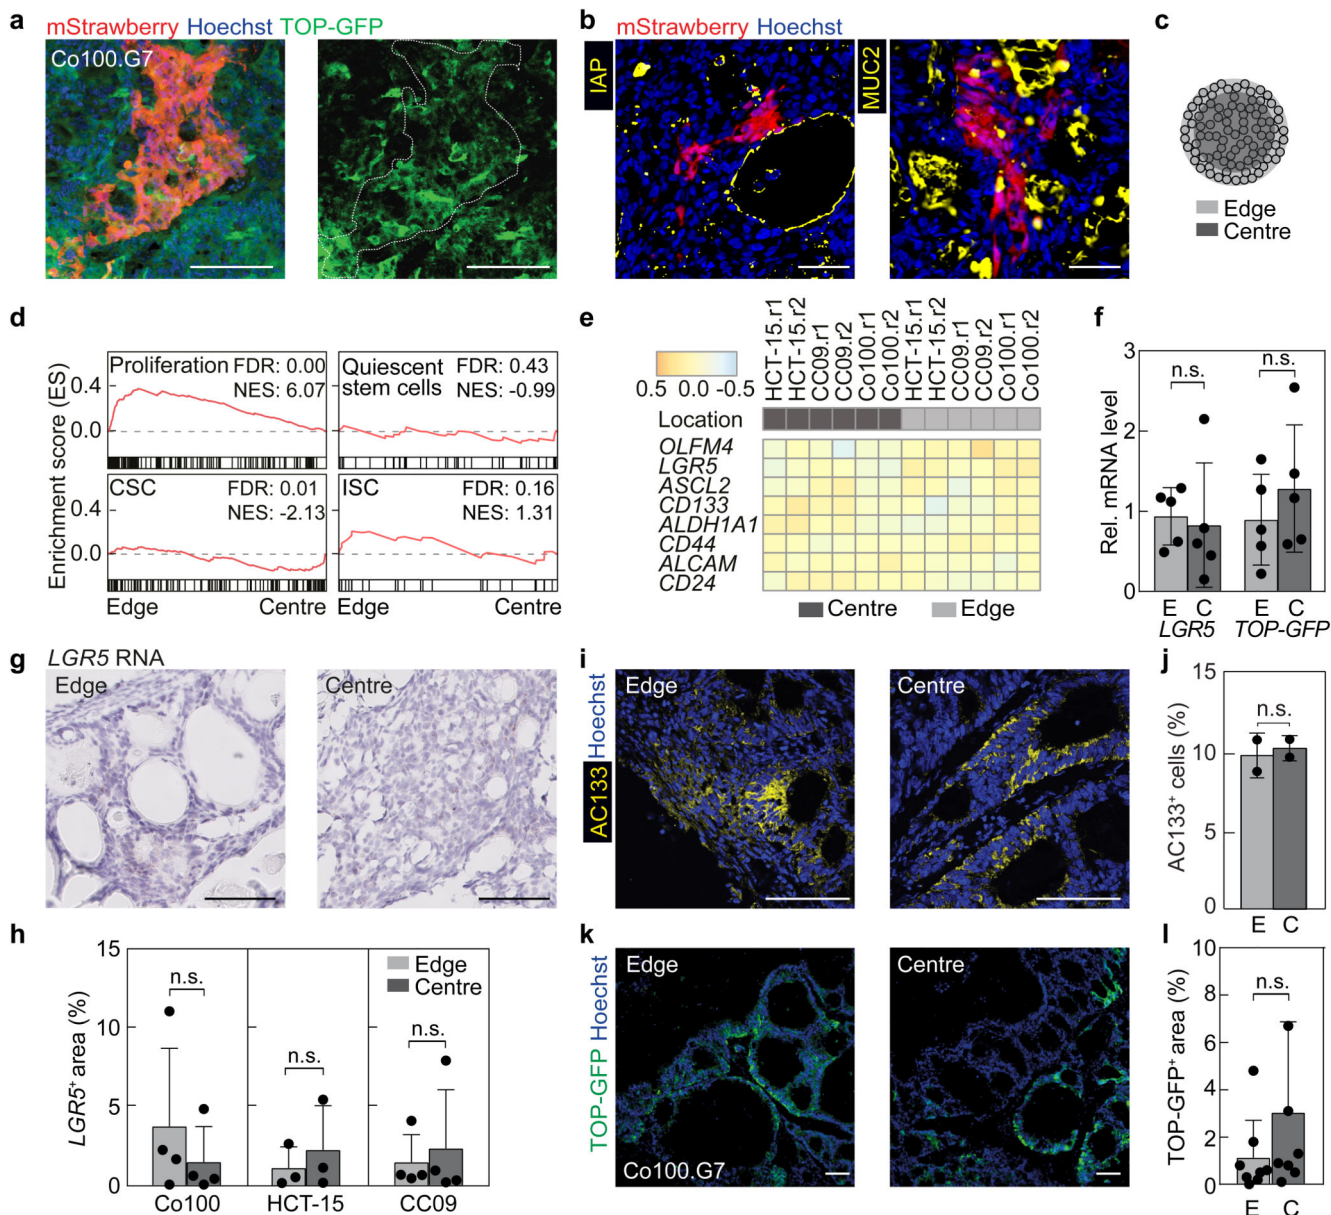 a
mStrawberry Hoechst TOP-GFP
Co100.G7
b
mStrawberry Hoechst
IAP
MUC2
c
Edge
Centre
d
Enrichment score (ES)
0.4
0.0
0.4
0.0
Proliferation
FDR: 0.00
NES: 6.07
Quiescent
stem cells
FDR: 0.43
NES: -0.99
CSC
FDR: 0.01
NES: -2.13
ISC
FDR: 0.16
NES: 1.31
Edge
Centre
Edge
Centre
e
0.5 0.0 -0.5
HCT-15.r1
HCT-15.r2
CC09.r1
CC09.r2
Co100.r1
Co100.r2
HCT-15.r1
HCT-15.r2
CC09.r1
CC09.r2
Co100.r1
Co100.r2
Location
OLFM4
LGR5
ASCL2
CD133
ALDH1A1
CD44
ALCAM
CD24
Centre
Edge
f
Rel. mRNA level
3
2
1
0
n.s.
n.s.
E C E C
LGR5 TOP-GFP
g
LGR5 RNA
Edge
Centre
h
LGR5+ area (%)
15
10
5
0
n.s.
n.s.
n.s.
Edge
Centre
Co100 HCT-15 CC09
i
AC133 Hoechst
Edge
Centre
j
AC133+ cells (%)
15
10
5
0
n.s.
E C
k
TOP-GFP Hoechst
Edge
Co100.G7
Centre
l
TOP-GFP+ area (%)
10
8
6
4
2
0
n.s.
E C